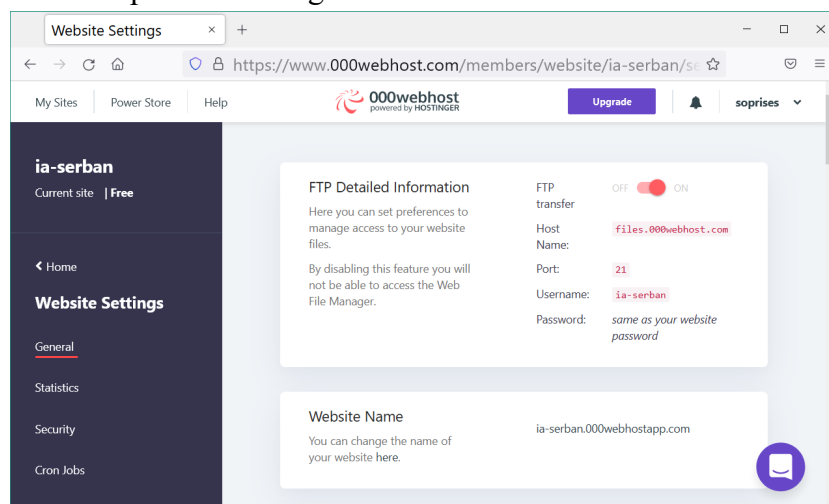 Website Settings
https://www.000webhost.com/members/website/ia-serban/se
My Sites
Power Store
Help
000webhost
powered by HOSTINGER
Upgrade
soprises
ia-serban
Current site | Free
Home
Website Settings
General
Statistics
Security
Cron Jobs
FTP Detailed Information
Here you can set preferences to
manage access to your website
files.
By disabling this feature you will
not be able to access the Web
File Manager.
FTP
transfer
OFF ON
Host
Name:
files.000webhost.com
Port:
21
Username:
ia-serban
Password:
same as your website
password
Website Name
You can change the name of
your website here.
ia-serban.000webhostapp.com